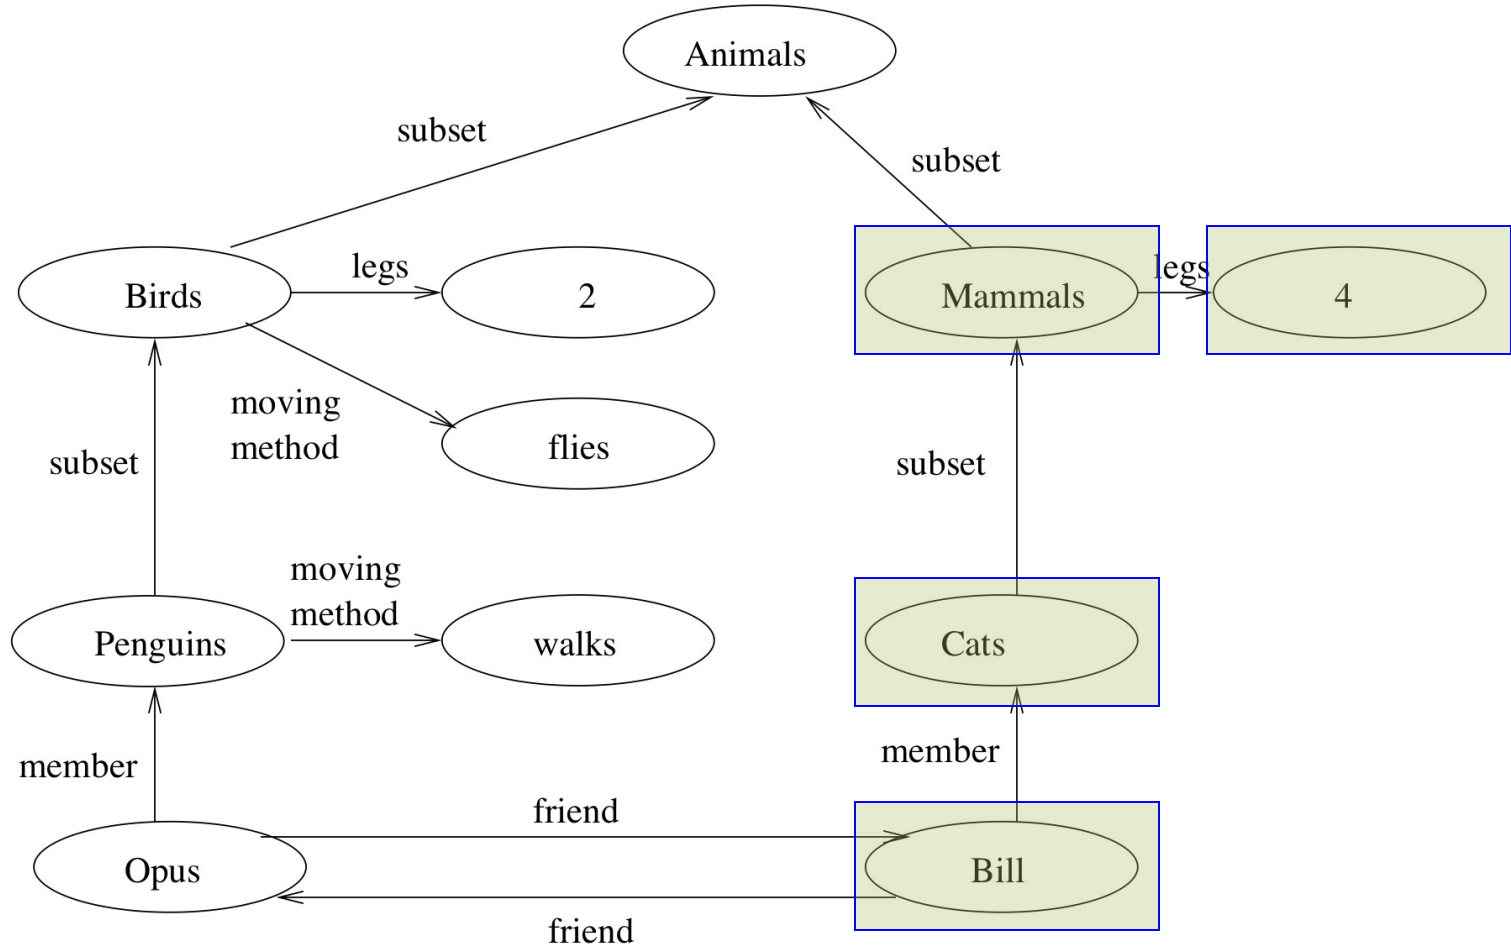 Animals
subset
subset
legs
legs
Birds
2
Mammals
4
moving
method
flies
subset
subset
moving
method
Penguins
walks
Cats
member
member
friend
Opus
Bill
friend